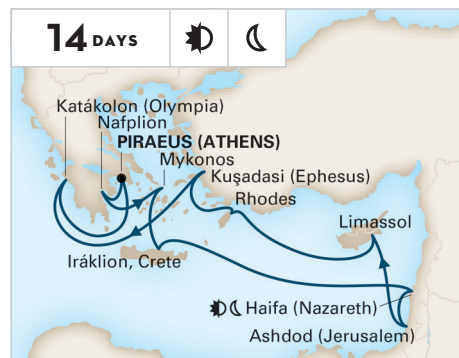 14 DAYS
Katákolon (Olympia)
Nafplion
PIRAEUS (ATHENS)
Mykonos
Kuşadasi (Ephesus)
Rhodes
Limassol
Iráklion, Crete
Haifa (Nazareth)
Ashdod (Jerusalem)